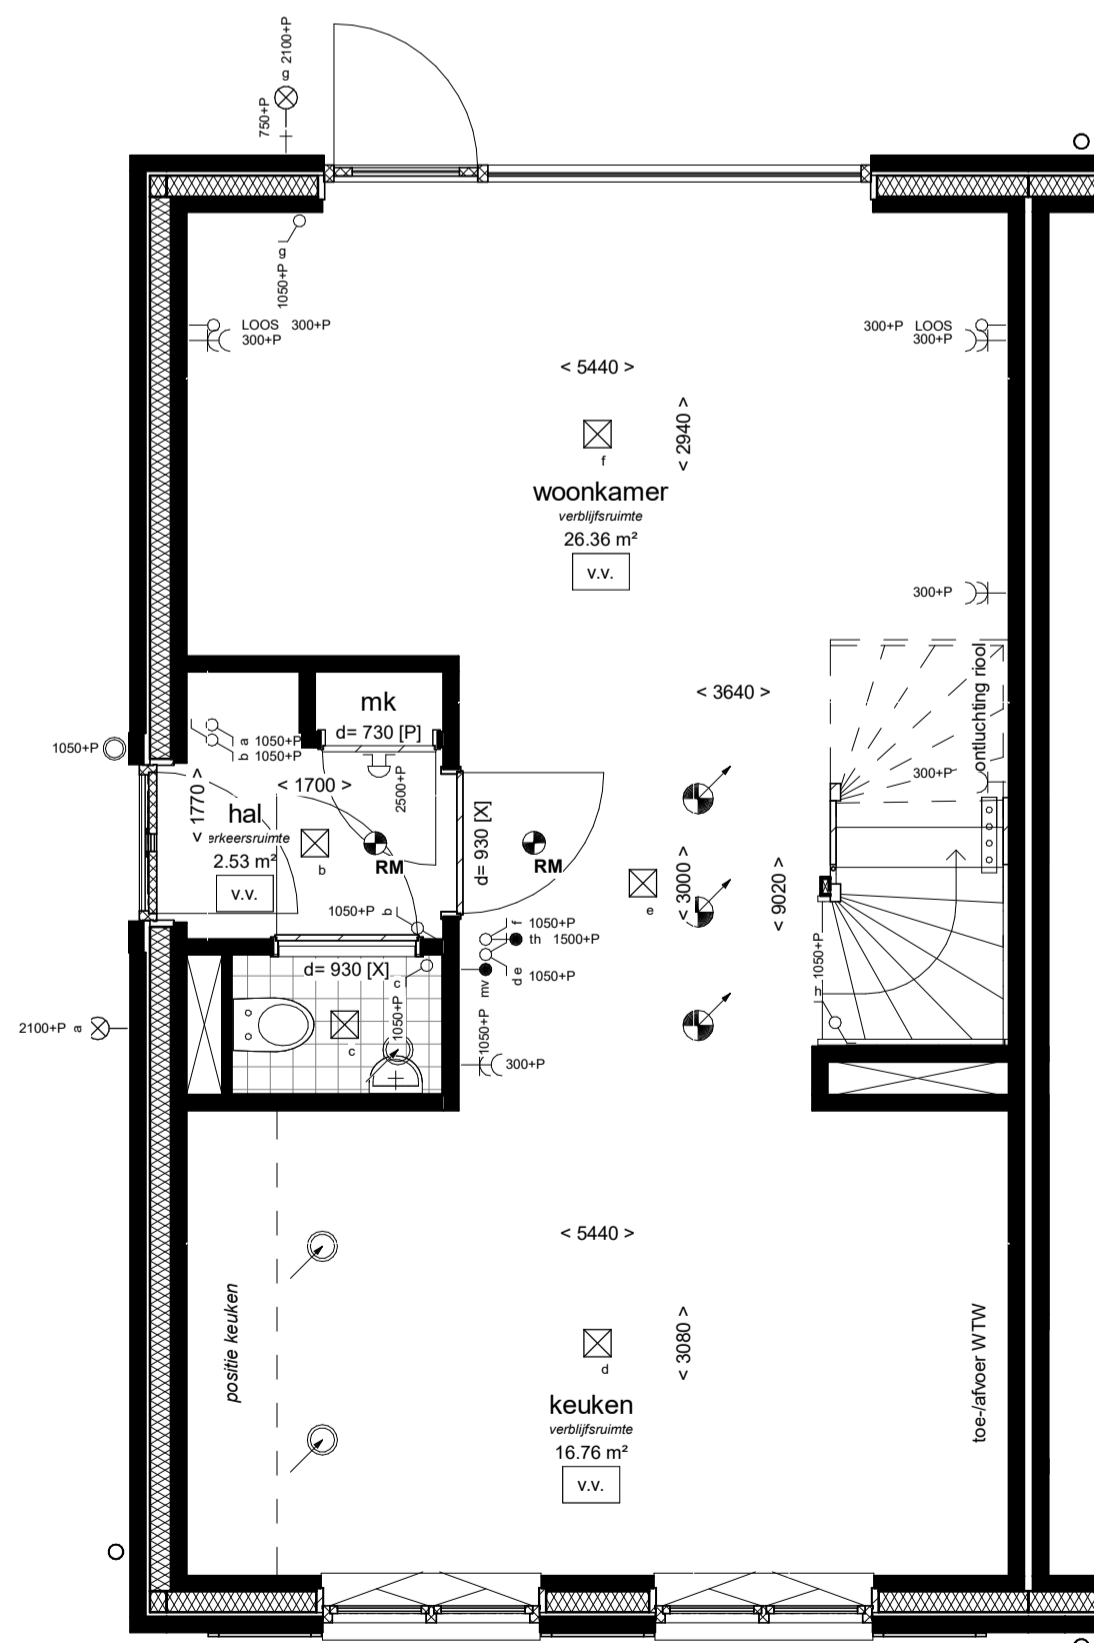 g 2100+P
750+P
1050+P g
LOOS 300+P
300+P
300+P LOOS
300+P
< 5440 >
< 2940 >
f
woonkamer
verblijfsruimte
26.36 m²
v.v.
300+P
< 3640 >
ontluchting riool
300+P
mk
d= 730 [P]
1050+P
a 1050+P
b 1050+P
2500+P
< 1700 >
< 1770 >
hal
erkeersruimte
2.53 m²
v.v.
b
RM
d= 930 [X]
RM
e
< 3000 >
< 9020 >
1050+P b
f 1050+P
th 1500+P
d e 1050+P
mv
1050+P
300+P
h 1050+P
d= 930 [X]
c
1050+P
c
2100+P a
< 5440 >
< 3080 >
positie keuken
d
keuken
verblijfsruimte
16.76 m²
v.v.
toe-/afvoer WTW